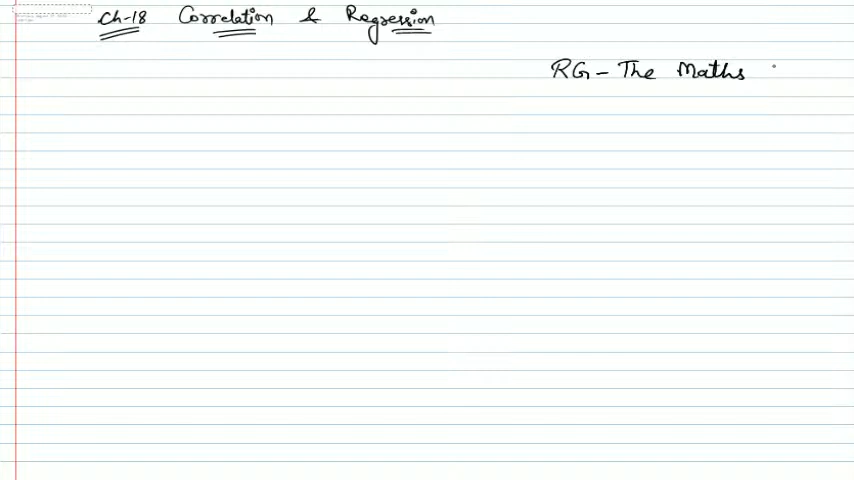 Ch-18 Correlation & Regression
RG - The Maths